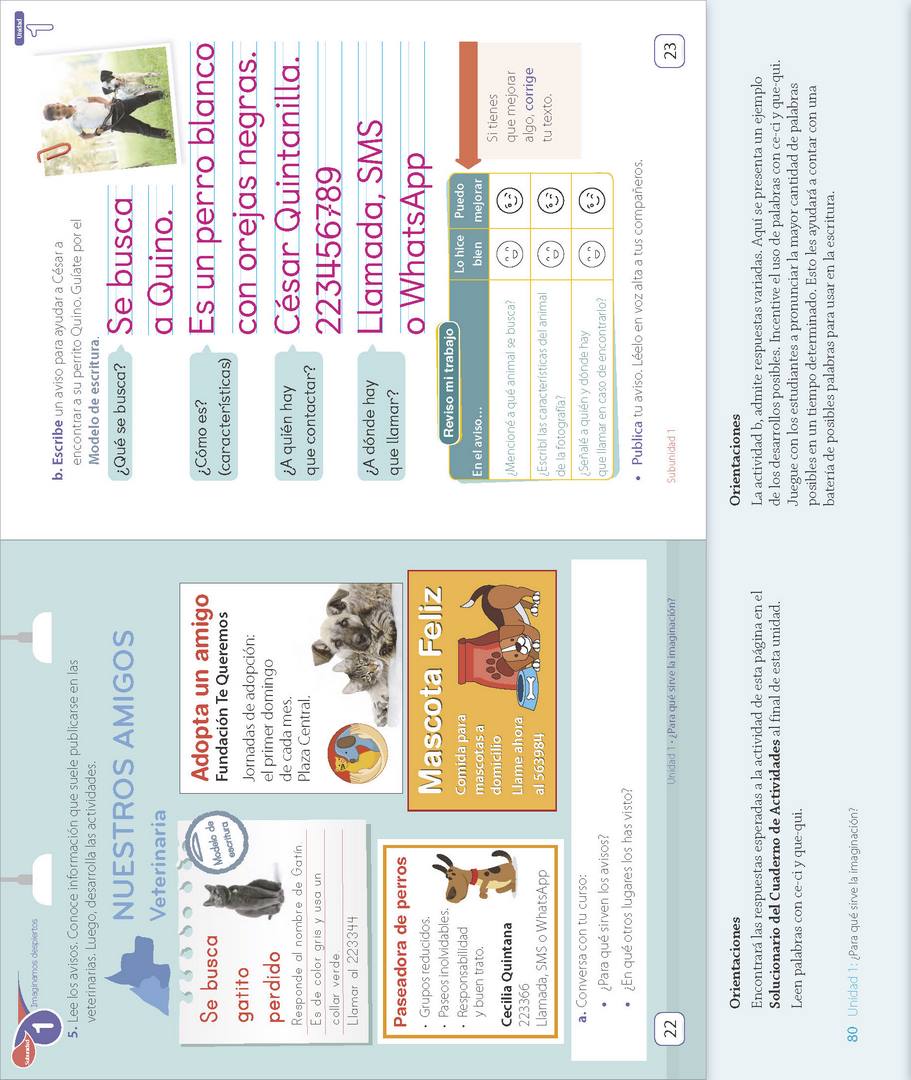 Subunidad
1
Imaginamos despiertos
5. Lee los avisos. Conoce información que suele publicarse en las
veterinarias. Luego, desarrolla las actividades.
NUESTROS AMIGOS
Veterinaria
Se busca
gatito
perdido
Modelo de
escritura
Responde al nombre de Gatín.
Es de color gris y usa un
collar verde.
Llamar al 223344
Adopta un amigo
Fundación Te Queremos
Jornadas de adopción:
el primer domingo
de cada mes.
Plaza Central.
Paseadora de perros
• Grupos reducidos.
• Paseos inolvidables.
• Responsabilidad
y buen trato.
Cecilia Quintana
223366
Llamada, SMS o WhatsApp
Mascota Feliz
Comida para
mascotas a
domicilio
Llame ahora
al 563984
a. Conversa con tu curso:
• ¿Para qué sirven los avisos?
• ¿En qué otros lugares los has visto?
22
Unidad 1 • ¿Para qué sirve la imaginación?
Unidad
1
b. Escribe un aviso para ayudar a César a
encontrar a su perrito Quino. Guíate por el
Modelo de escritura.
¿Qué se busca?
Se busca
a Quino.
¿Cómo es?
(características)
Es un perro blanco
con orejas negras.
¿A quién hay
que contactar?
César Quintanilla.
223456789
¿A dónde hay
que llamar?
Llamada, SMS
o WhatsApp
Reviso mi trabajo
En el aviso...
Lo hice
bien
Puedo
mejorar
¿Mencioné a qué animal se busca?
¿Escribí las características del animal
de la fotografía?
¿Señalé a quién y dónde hay
que llamar en caso de encontrarlo?
Si tienes
que mejorar
algo, corrige
tu texto.
• Publica tu aviso. Léelo en voz alta a tus compañeros.
Subunidad 1
23
Orientaciones
Encontrará las respuestas esperadas a la actividad de esta página en el
Solucionario del Cuaderno de Actividades al final de esta unidad.
Leen palabras con ce-ci y que-qui.
Orientaciones
La actividad b, admite respuestas variadas. Aquí se presenta un ejemplo
de los desarrollos posibles. Incentive el uso de palabras con ce-ci y que-qui.
Juegue con los estudiantes a pronunciar la mayor cantidad de palabras
posibles en un tiempo determinado. Esto les ayudará a contar con una
batería de posibles palabras para usar en la escritura.
80 Unidad 1: ¿Para qué sirve la imaginación?